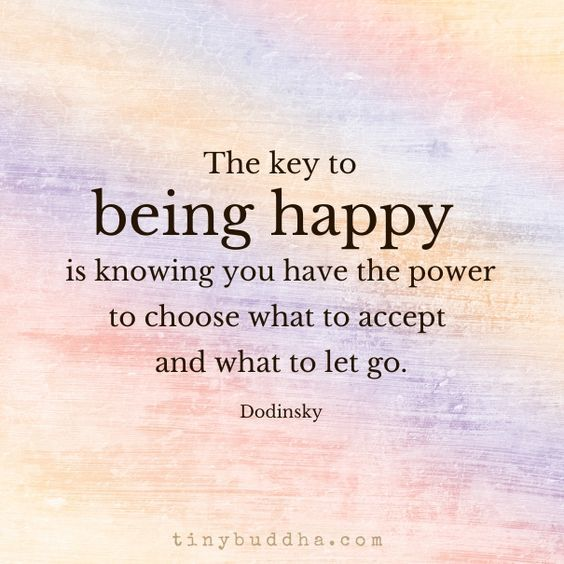 The key to
being happy
is knowing you have the power
to choose what to accept
and what to let go.
Dodinsky
tinybuddha.com